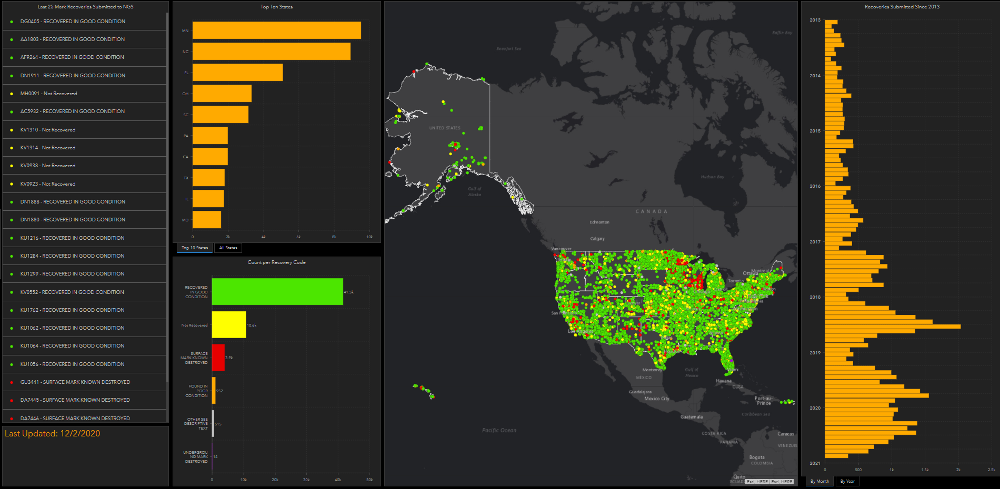 Last 25 Mark Recoveries Submitted to NGS
DG0405 - RECOVERED IN GOOD CONDITION
AA1803 - RECOVERED IN GOOD CONDITION
AF9264 - RECOVERED IN GOOD CONDITION
DN1911 - RECOVERED IN GOOD CONDITION
MH0091 - Not Recovered
AC5932 - RECOVERED IN GOOD CONDITION
KV1310 - Not Recovered
KV1314 - Not Recovered
KV0938 - Not Recovered
KV0923 - Not Recovered
DN1888 - RECOVERED IN GOOD CONDITION
DN1880 - RECOVERED IN GOOD CONDITION
KU1216 - RECOVERED IN GOOD CONDITION
KU1284 - RECOVERED IN GOOD CONDITION
KU1299 - RECOVERED IN GOOD CONDITION
KV0552 - RECOVERED IN GOOD CONDITION
KU1762 - RECOVERED IN GOOD CONDITION
KU1062 - RECOVERED IN GOOD CONDITION
KU1064 - RECOVERED IN GOOD CONDITION
KU1056 - RECOVERED IN GOOD CONDITION
GU3441 - SURFACE MARK KNOWN DESTROYED
DA7445 - SURFACE MARK KNOWN DESTROYED
DA7446 - SURFACE MARK KNOWN DESTROYED
Last Updated: 12/2/2020
Top Ten States
MN
NC
FL
OH
SC
PA
CA
TX
IL
MD
0 2k 4k 6k 8k 10k
Top 10 States All States
Count per Recovery Code
RECOVERED
IN GOOD
CONDITION
41.5k
Not Recovered
10.6k
SURFACE
MARK KNOWN
DESTROYED
3.9k
FOUND IN
POOR
CONDITION
952
OTHER SEE
DESCRIPTIVE
TEXT
515
UNDERGROU
ND MARK
DESTROYED
14
0 10k 20k 30k 40k 50k
Baffin Bay
Beaufort Sea
UNITED STATES
Gulf of
Alaska
Hudson Bay
CANADA
Edmonton
Calgary
Vancouver
Montreal
Ottawa
Toronto
Monterrey
MÉXICO
Gulf of
Mexico
Miami
Havana
CUBA
Guadalajara
Mexico City
Port-au-
Prince
Caribbean Sea
Guatemala
Pacific Ocean
COSTA RICA
PANAMA
Caracas
VENEZUEL
Bogota
COLOMBIA
Quito
ECUAD
Esri, HERE | Esri, HERE
Recoveries Submitted Since 2013
2013
2014
2015
2016
2017
2018
2019
2020
2021
0 500 1k 1.5k 2k 2.5k
By Month By Year